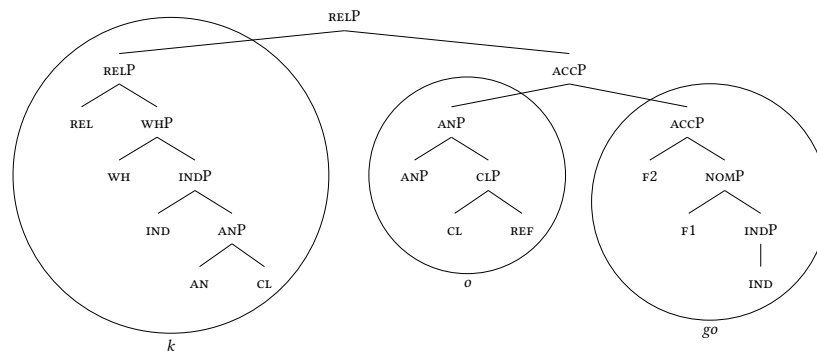 RELP
RELP ACCP
REL WHP ANP ACCP
WH INDP ANP CLP F2 NOMP
IND ANP CL REF F1 INDP
AN CL IND
o
go
k